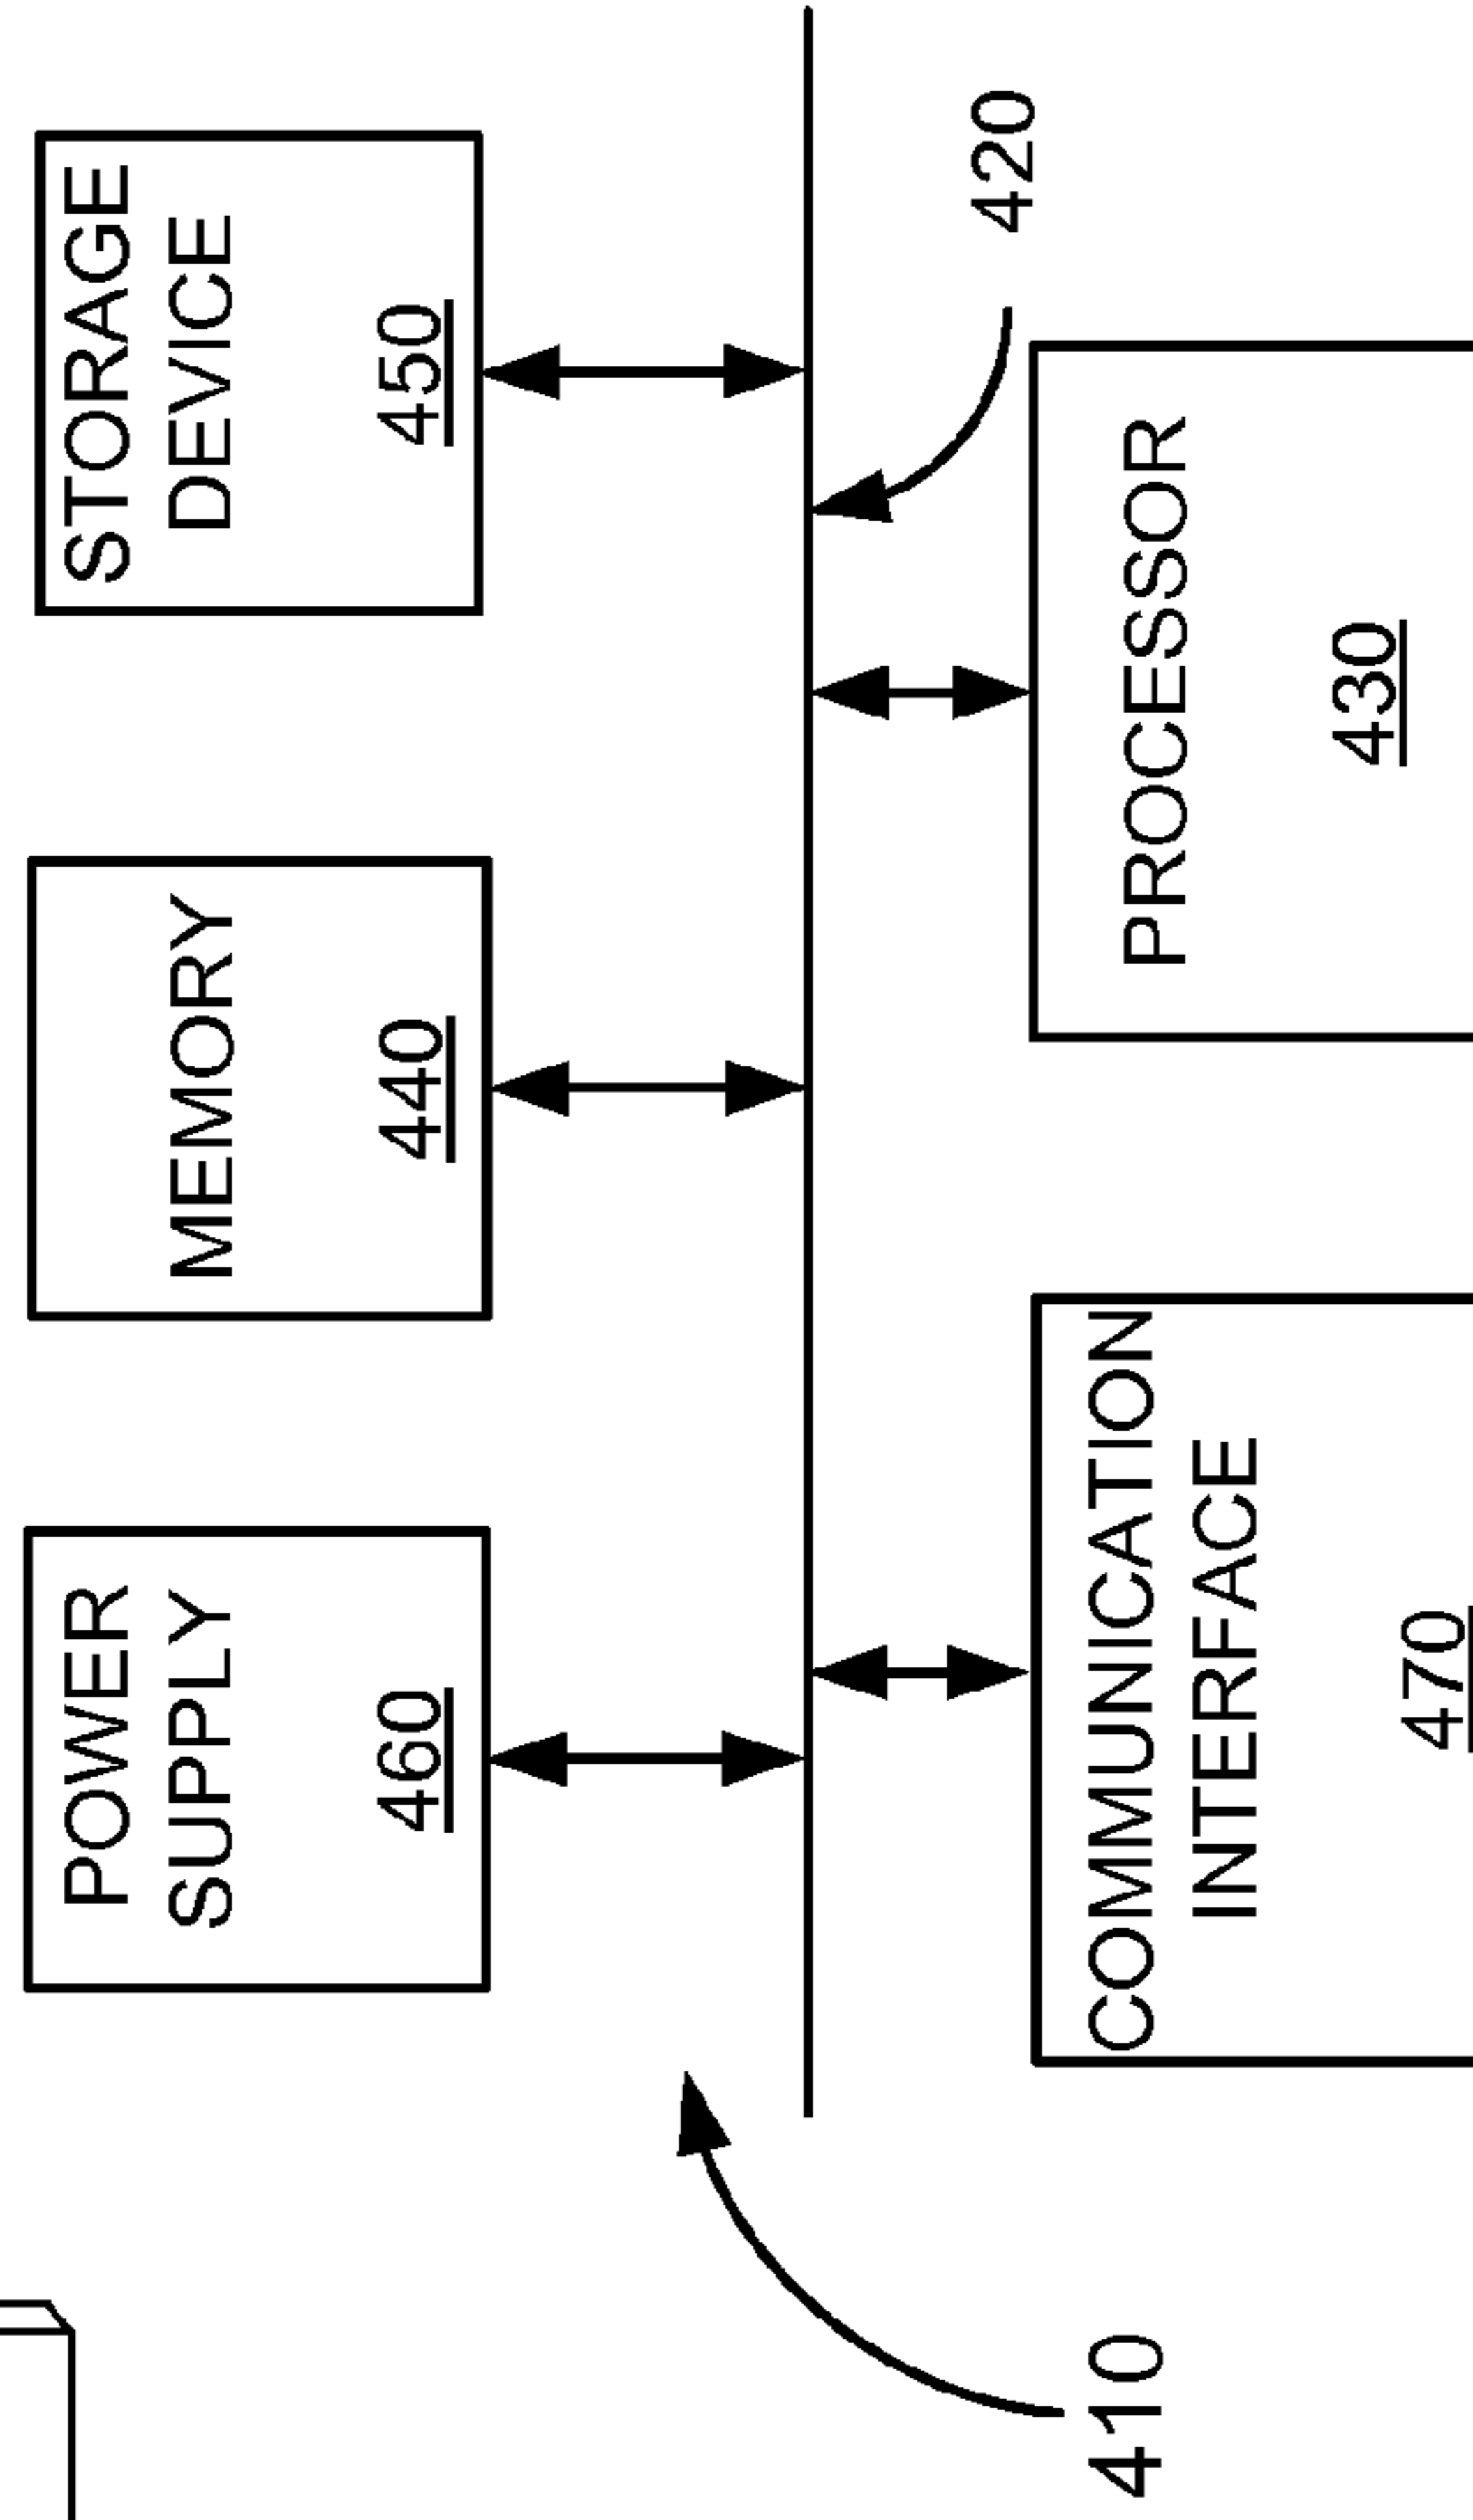 POWER
SUPPLY
460
MEMORY
440
STORAGE
DEVICE
450
420
410
COMMUNICATION
INTERFACE
470
PROCESSOR
430